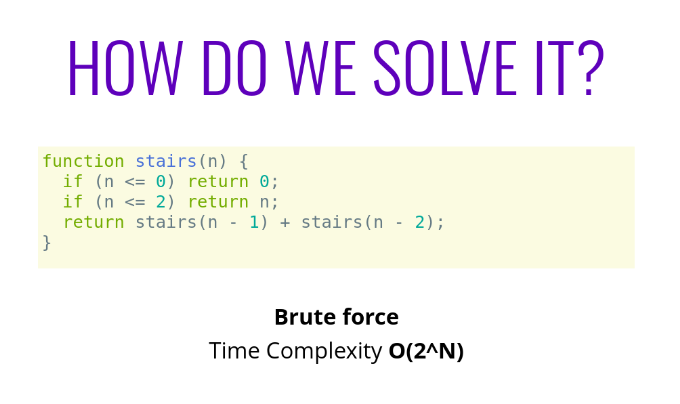 HOW DO WE SOLVE IT?
function stairs(n) {
  if (n <= 0) return 0;
  if (n <= 2) return n;
  return stairs(n - 1) + stairs(n - 2);
}
Brute force
Time Complexity O(2^N)